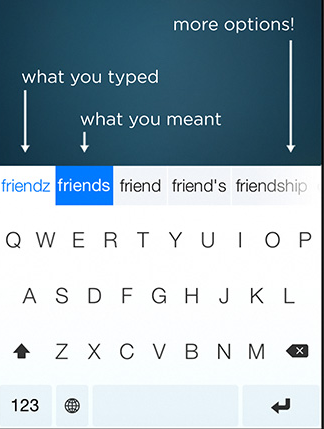 more options!
what you typed
what you meant
friendz friends friend friend's friendship
Q W E R T Y U I O P
A S D F G H J K L
Z X C V B N M
123